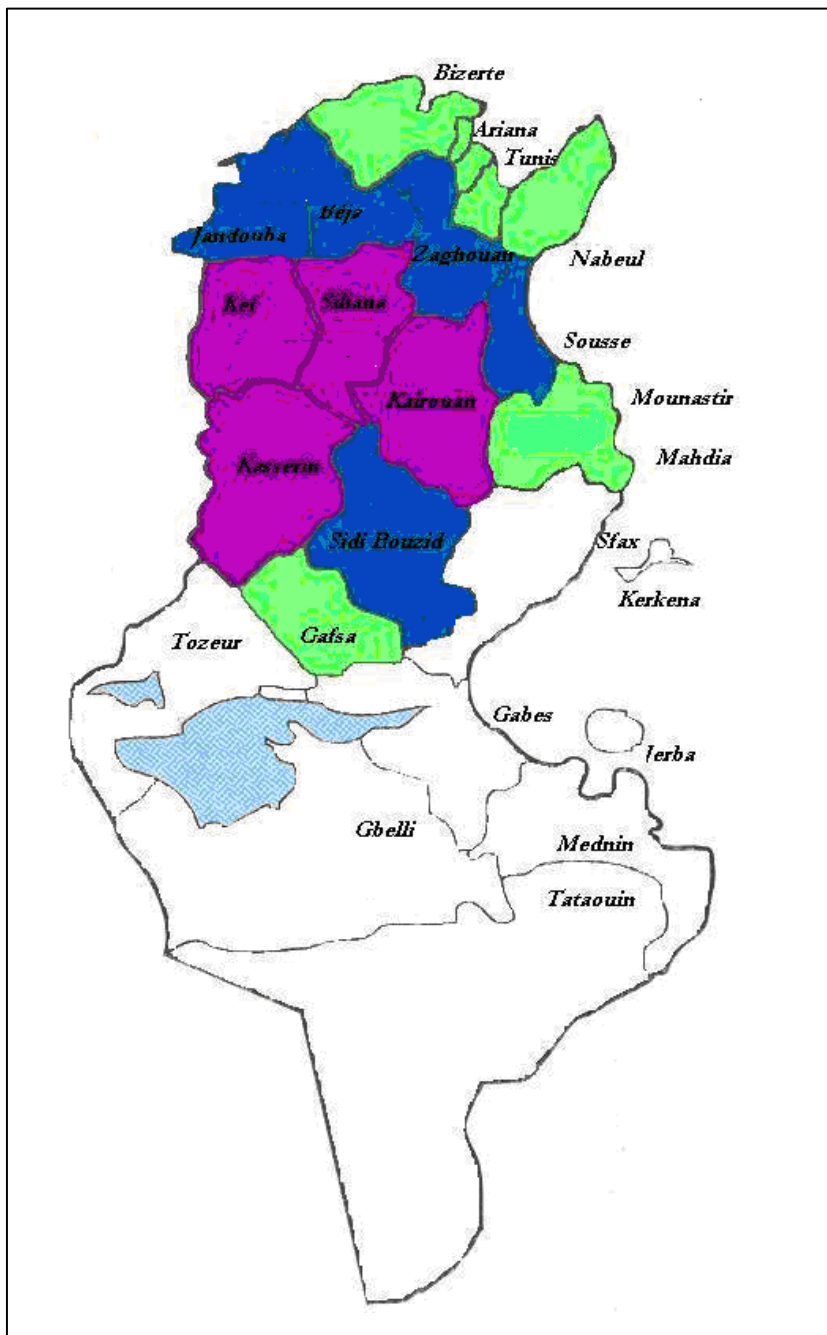 Bizerte
Ariana
Tunis
Béja
Jandouba
Zaghouan
Nabeul
Kef
Siliana
Sousse
Kairouan
Mounastir
Mahdia
Kasserin
Sidi Bouzid
Sfax
Kerkena
Gafsa
Tozeur
Gabes
Jerba
Gbelli
Mednin
Tataouin